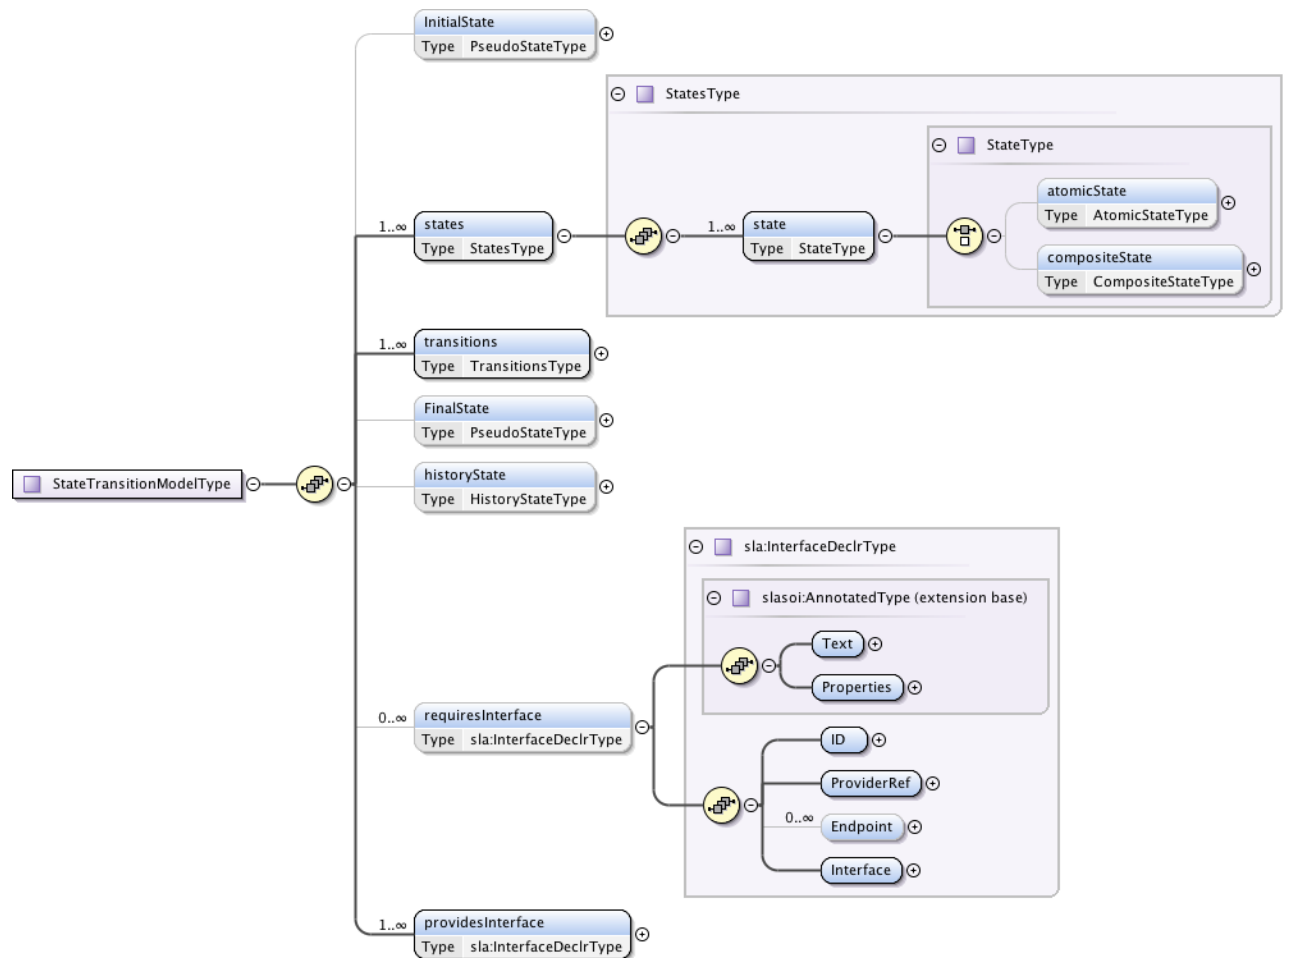 InitialState
Type PseudoStateType
StatesType
StateType
atomicState
Type AtomicStateType
1..∞
states
Type StatesType
1..∞
state
Type StateType
compositeState
Type CompositeStateType
1..∞
transitions
Type TransitionsType
FinalState
Type PseudoStateType
StateTransitionModelType
historyState
Type HistoryStateType
sla:InterfaceDeclrType
slasoi:AnnotatedType (extension base)
Text
Properties
0..∞
requiresInterface
Type sla:InterfaceDeclrType
ID
ProviderRef
0..∞
Endpoint
Interface
1..∞
providesInterface
Type sla:InterfaceDeclrType